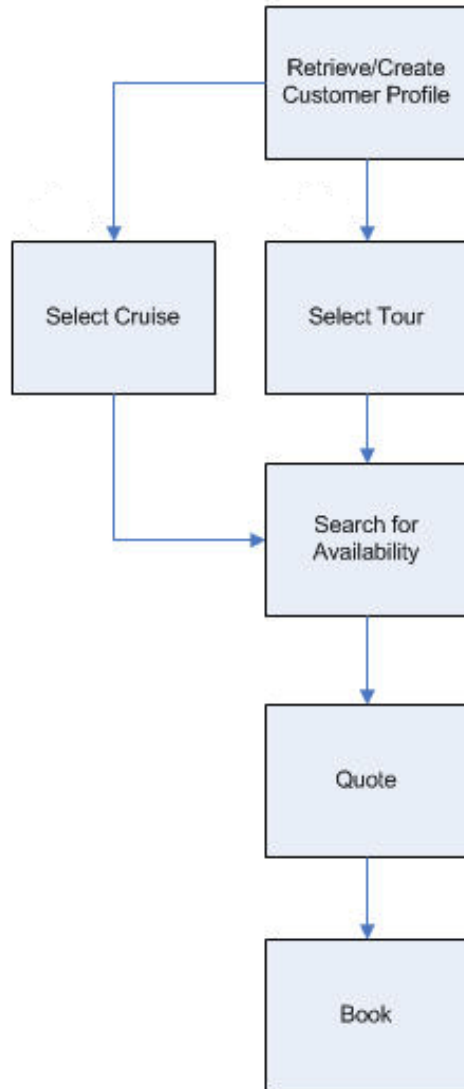 Retrieve/Create
Customer Profile
Select Cruise
Select Tour
Search for
Availability
Quote
Book